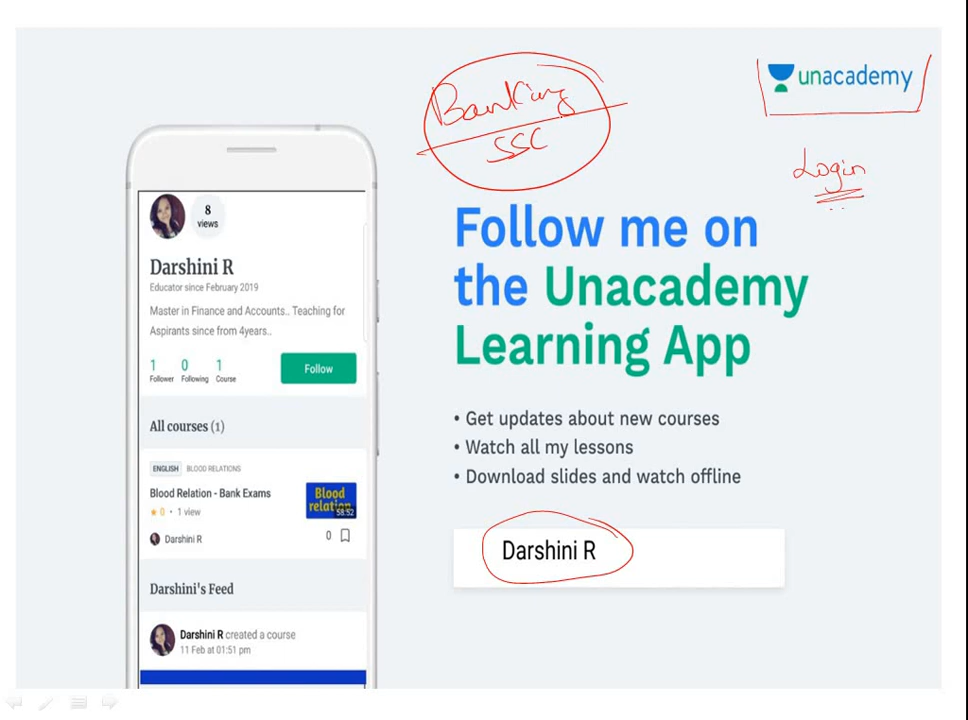 Banking
SSC
unacademy
Login
Follow me on
the Unacademy
Learning App
• Get updates about new courses
• Watch all my lessons
• Download slides and watch offline
Darshini R
8
views
Darshini R
Educator since February 2019
Master in Finance and Accounts.. Teaching for
Aspirants since from 4years..
1 0 1
Follower Following Course
Follow
All courses (1)
ENGLISH BLOOD RELATIONS
Blood Relation - Bank Exams
0 • 1 view
Darshini R
Blood
relation
58:52
0
Darshini's Feed
Darshini R created a course
11 Feb at 01:51 pm